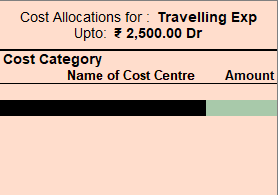 Cost Allocations for : Travelling Exp
Upto: ₹ 2,500.00 Dr
Cost Category
Name of Cost Centre Amount